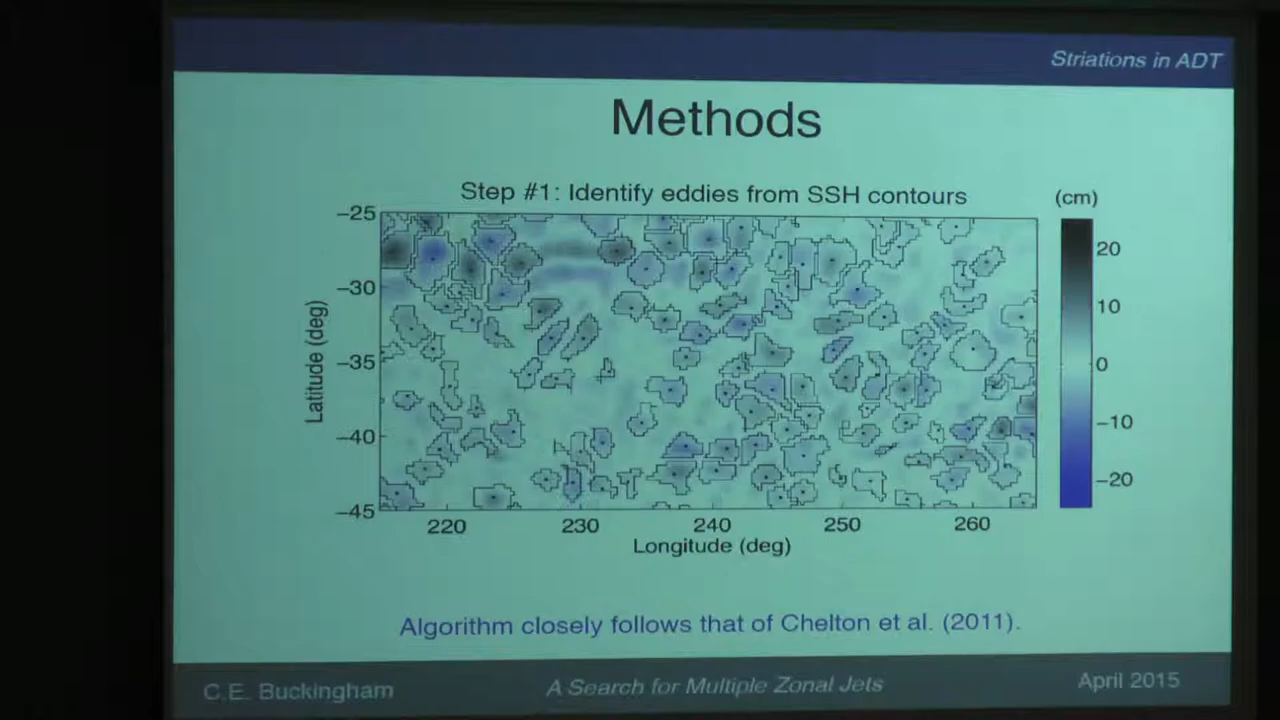 Striations in ADT
Methods
Step #1: Identify eddies from SSH contours
(cm)
−25
−30
−35
−40
−45
Latitude (deg)
220
230
240
250
260
Longitude (deg)
20
10
0
−10
−20
Algorithm closely follows that of Chelton et al. (2011).
C.E. Buckingham
A Search for Multiple Zonal Jets
April 2015